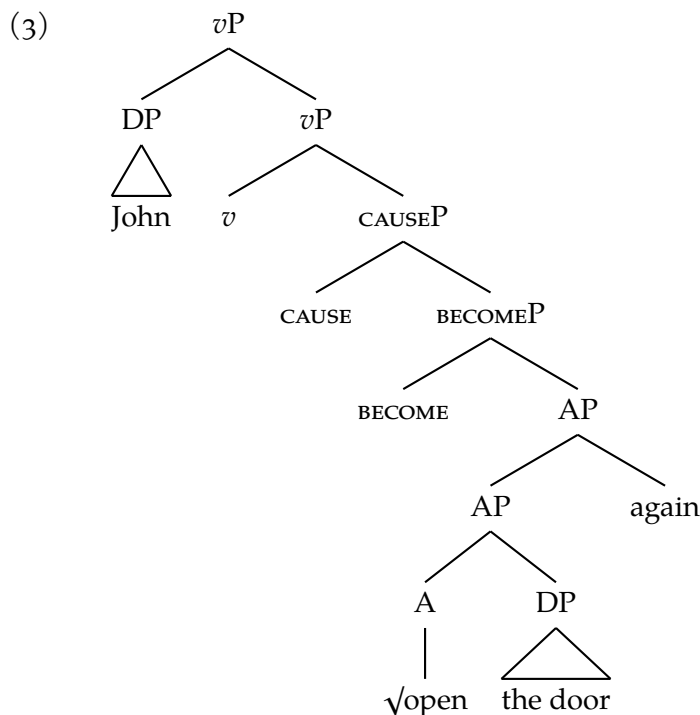 (3) vP
DP vP
John v CAUSEP
CAUSE BECOMEP
BECOME AP
AP again
A DP
√open the door